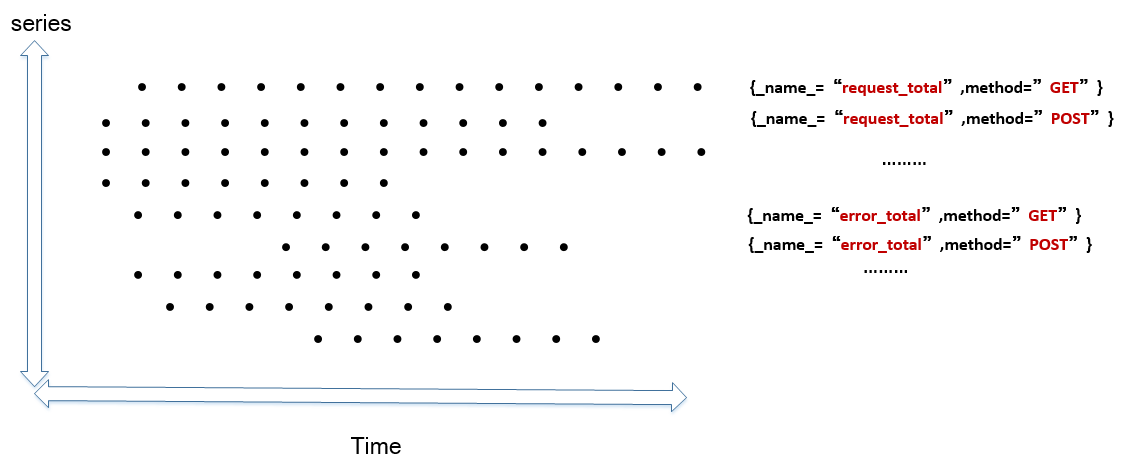 series
{_name_= “request_total” ,method=” GET” }
{_name_= “request_total” ,method=” POST” }
………
{_name_= “error_total” ,method=” GET” }
{_name_= “error_total” ,method=” POST” }
………
Time